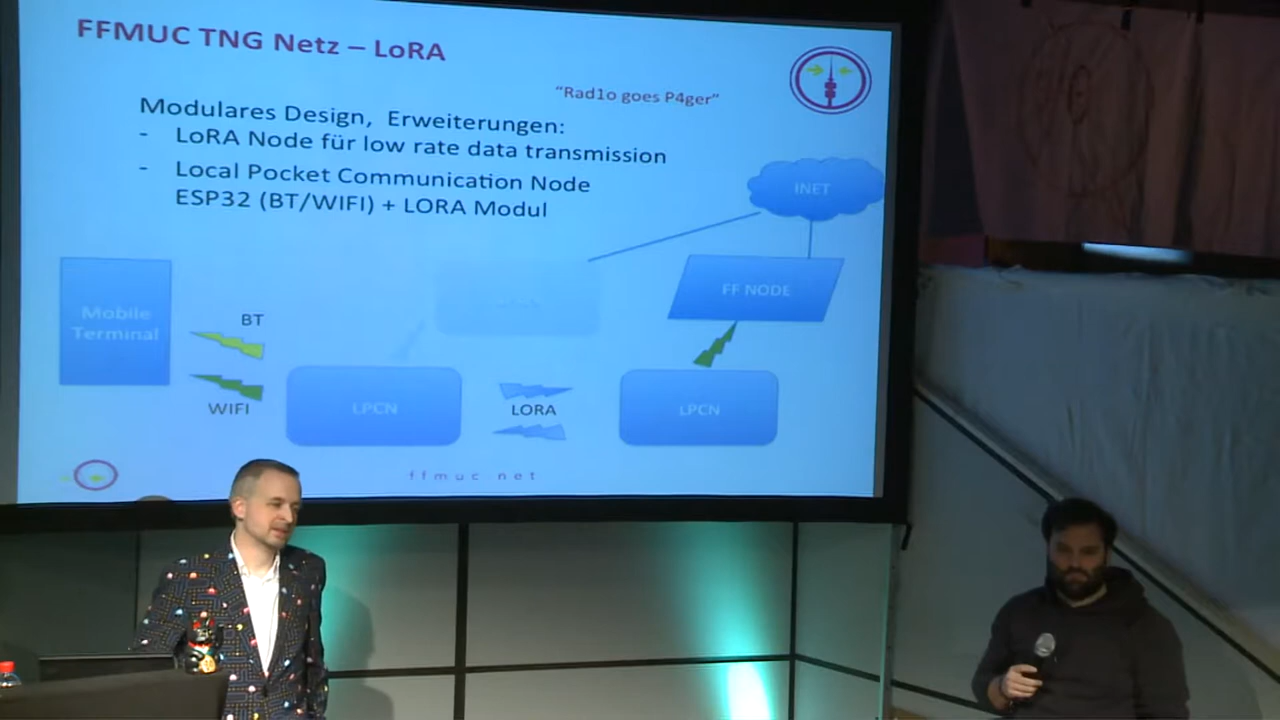 FFMUC TNG Netz – LoRA
"Rad1o goes P4ger"
Modulares Design, Erweiterungen:
- LoRA Node für low rate data transmission
- Local Pocket Communication Node
ESP32 (BT/WIFI) + LORA Modul
INET
FF NODE
Mobile
Terminal
BT
WIFI
LPCN
LORA
LPCN
ffmuc.net